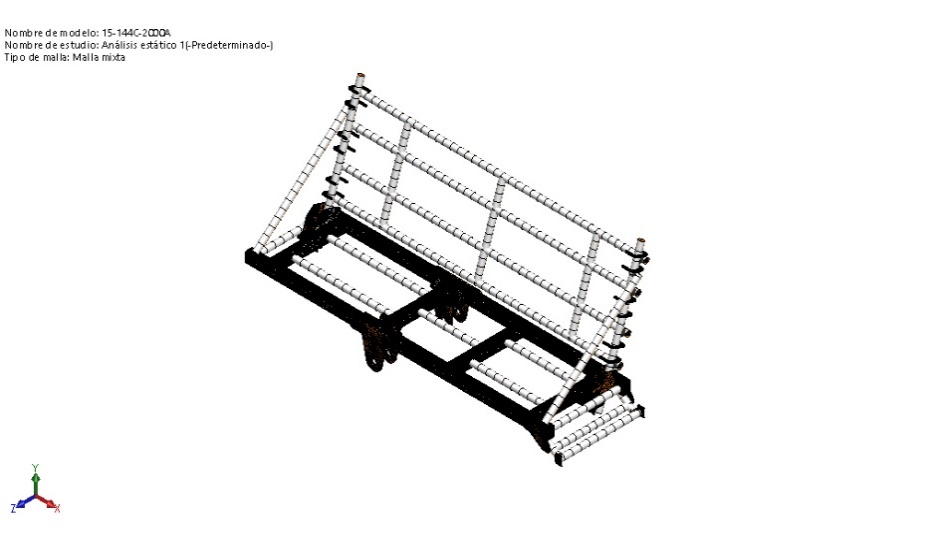 Nombre de modelo: 15-144C-2000A
Nombre de estudio: Análisis estático 1(-Predeterminado-)
Tipo de malla: Malla mixta
Y
Z X